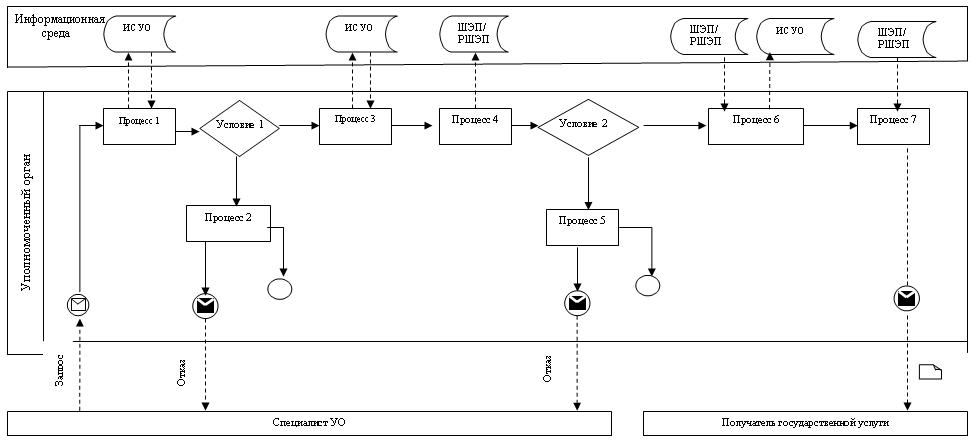 Информационная
среда
ИС УО
ИС УО
ШЭП/
РШЭП
ШЭП/
РШЭП
ИС УО
ШЭП/
РШЭП
Уполномоченный орган
Процесс 1
Условие 1
Процесс 3
Процесс 4
Условие 2
Процесс 6
Процесс 7
Процесс 2
Процесс 5
Запрос
Отказ
Отказ
Специалист УО
Получатель государственной услуги